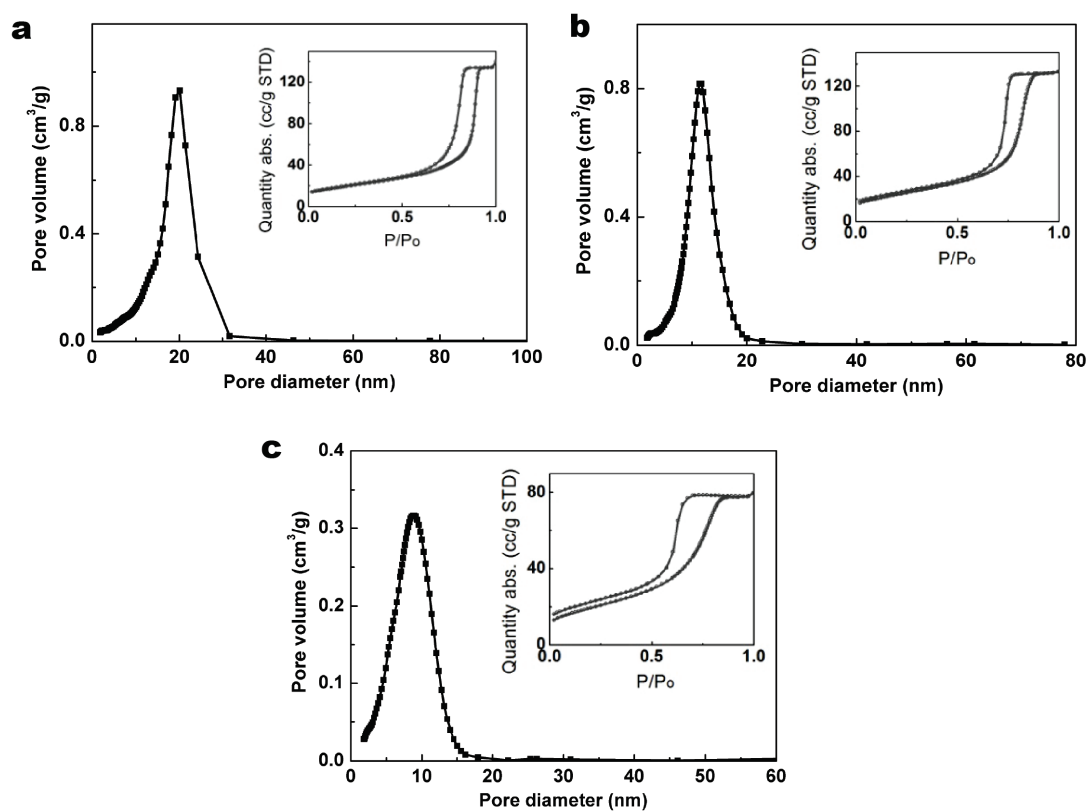 a
Pore volume (cm³/g)
0.8
0.4
0.0
0 20 40 60 80 100
Pore diameter (nm)
Quantity abs. (cc/g STD)
120
80
40
0
0.0 0.5 1.0
P/Po
b
Pore volume (cm³/g)
0.8
0.4
0.0
0 20 40 60 80
Pore diameter (nm)
Quantity abs. (cc/g STD)
120
80
40
0
0.0 0.5 1.0
P/Po
c
Pore volume (cm³/g)
0.4
0.3
0.2
0.1
0.0
0 10 20 30 40 50 60
Pore diameter (nm)
Quantity abs. (cc/g STD)
80
40
0
0.0 0.5 1.0
P/Po